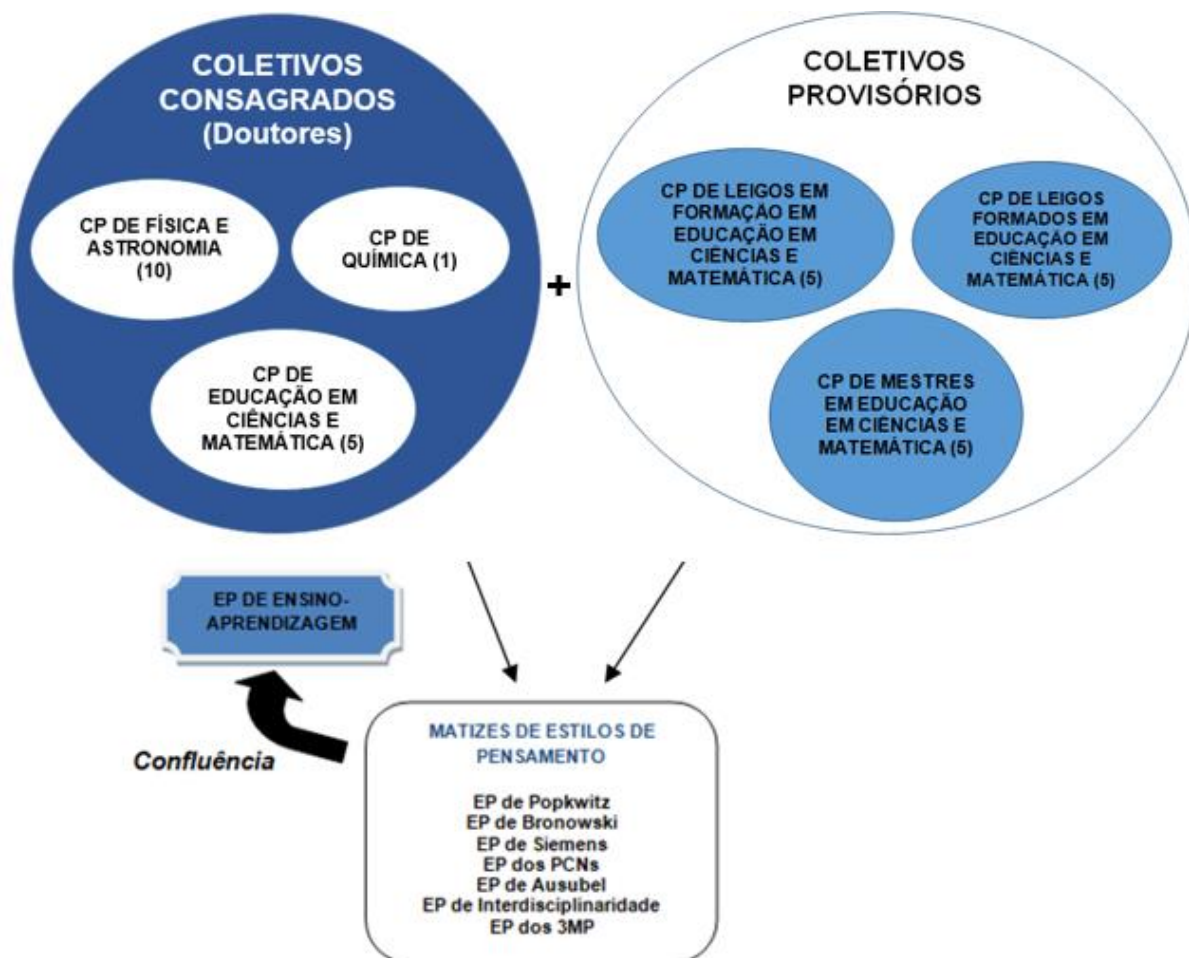 COLETIVOS
CONSAGRADOS
(Doutores)
CP DE FÍSICA E
ASTRONOMIA
(10)
CP DE
QUÍMICA (1)
CP DE
EDUCAÇÃO EM
CIÊNCIAS E
MATEMÁTICA (5)
+
COLETIVOS
PROVISÓRIOS
CP DE LEIGOS EM
FORMAÇÃO EM
EDUCAÇÃO EM
CIÊNCIAS E
MATEMÁTICA (5)
CP DE LEIGOS
FORMADOS EM
EDUCAÇÃO EM
CIÊNCIAS E
MATEMÁTICA (5)
CP DE MESTRES
EM EDUCAÇÃO
EM CIÊNCIAS E
MATEMÁTICA (5)
EP DE ENSINO-
APRENDIZAGEM
Confluência
MATIZES DE ESTILOS DE
PENSAMENTO
EP de Popkwitz
EP de Bronowski
EP de Siemens
EP dos PCNs
EP de Ausubel
EP de Interdisciplinaridade
EP dos 3MP